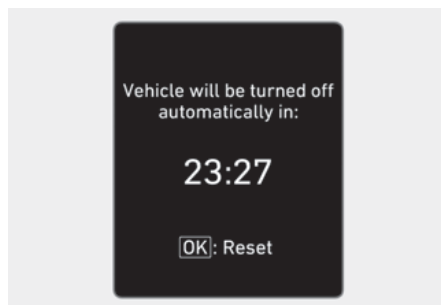 Vehicle will be turned off
automatically in:
23:27
OK: Reset